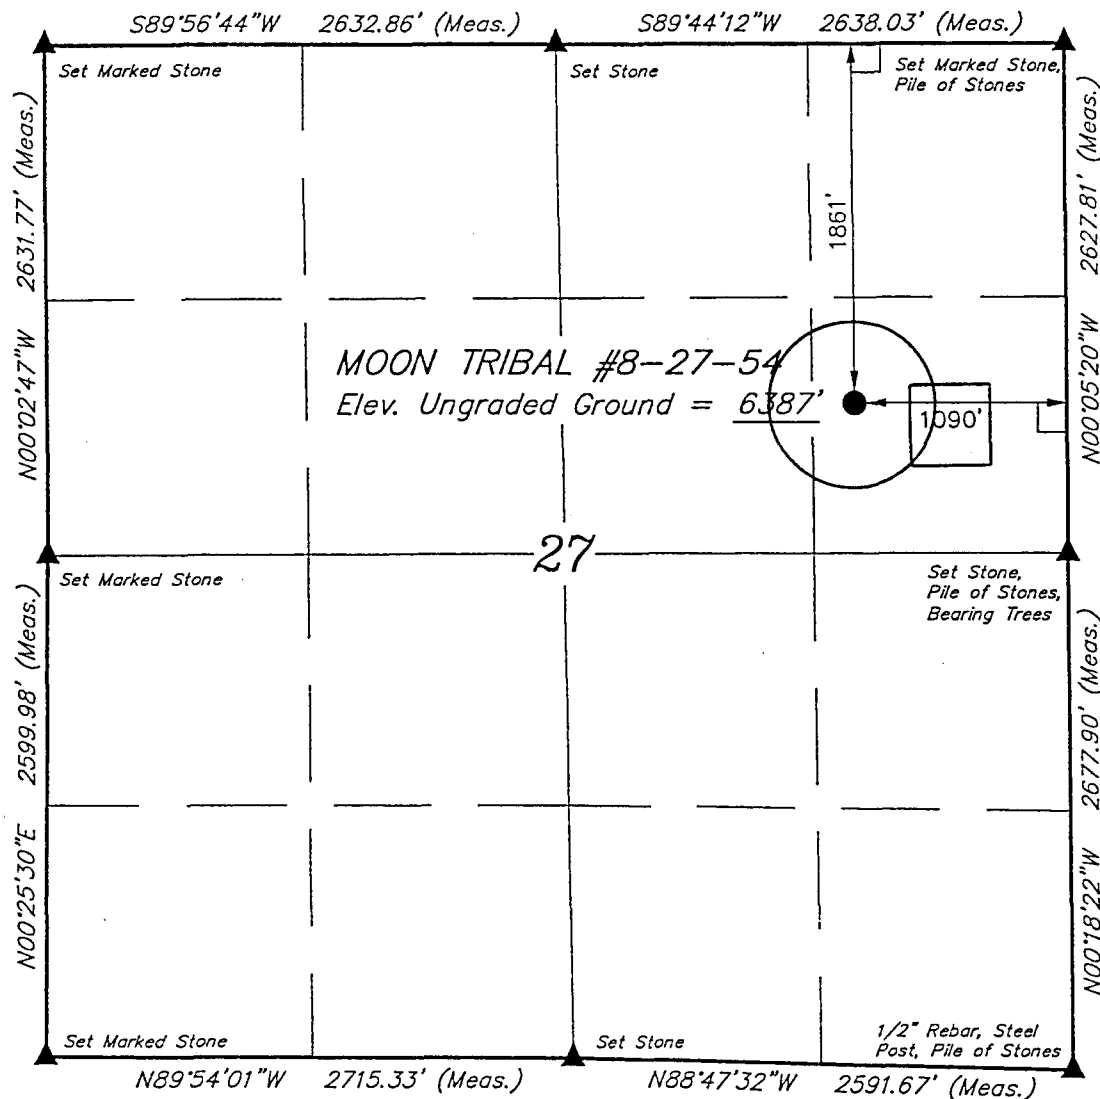 S89°56'44"W 2632.86' (Meas.)
S89°44'12"W 2638.03' (Meas.)
Set Marked Stone
Set Stone
Set Marked Stone,
Pile of Stones
2631.77' (Meas.)
N00°02'47"W
2627.81' (Meas.)
N00°05'20"W
1861'
MOON TRIBAL #8-27-54
Elev. Ungraded Ground = 6387'
1090'
27
Set Marked Stone
Set Stone,
Pile of Stones,
Bearing Trees
2599.98' (Meas.)
N00°25'30"E
2677.90' (Meas.)
N00°18'22"W
Set Marked Stone
Set Stone
1/2" Rebar, Steel
Post, Pile of Stones
N89°54'01"W 2715.33' (Meas.)
N88°47'32"W 2591.67' (Meas.)